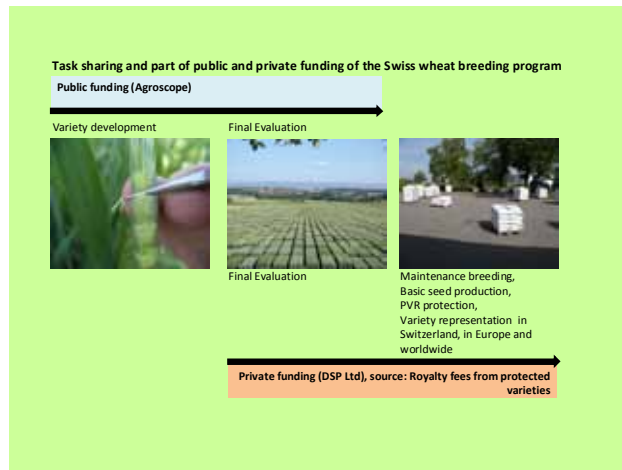 Task sharing and part of public and private funding of the Swiss wheat breeding program
Public funding (Agroscope)
Variety development
Final Evaluation
Final Evaluation
Maintenance breeding,
Basic seed production,
PVR protection,
Variety representation in
Switzerland, in Europe and
worldwide
Private funding (DSP Ltd), source: Royalty fees from protected
varieties